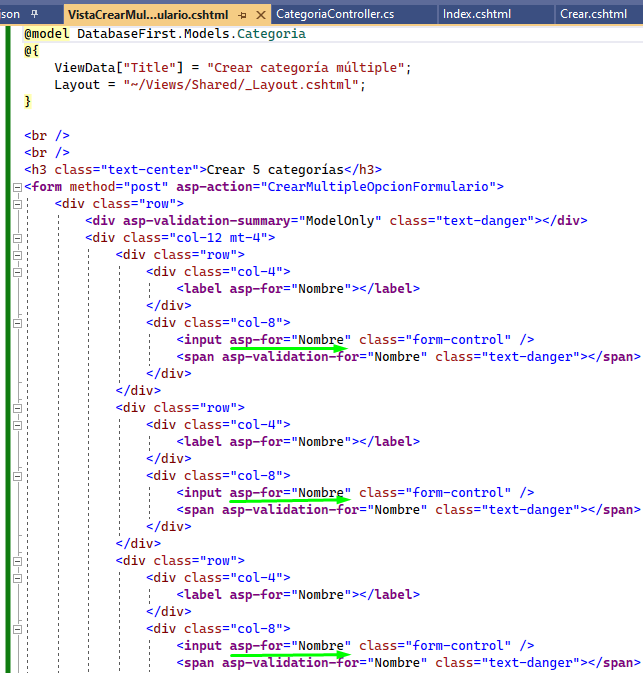 json VistaCrearMul...ulario.cshtml CategoriaController.cs Index.cshtml Crear.cshtml
@model DatabaseFirst.Models.Categoria
@{
    ViewData["Title"] = "Crear categoría múltiple";
    Layout = "~/Views/Shared/_Layout.cshtml";
}

<br />
<br />
<h3 class="text-center">Crear 5 categorías</h3>
<form method="post" asp-action="CrearMultipleOpcionFormulario">
    <div class="row">
        <div asp-validation-summary="ModelOnly" class="text-danger"></div>
        <div class="col-12 mt-4">
            <div class="row">
                <div class="col-4">
                    <label asp-for="Nombre"></label>
                </div>
                <div class="col-8">
                    <input asp-for="Nombre" class="form-control" />
                    <span asp-validation-for="Nombre" class="text-danger"></span>
                </div>
            </div>
            <div class="row">
                <div class="col-4">
                    <label asp-for="Nombre"></label>
                </div>
                <div class="col-8">
                    <input asp-for="Nombre" class="form-control" />
                    <span asp-validation-for="Nombre" class="text-danger"></span>
                </div>
            </div>
            <div class="row">
                <div class="col-4">
                    <label asp-for="Nombre"></label>
                </div>
                <div class="col-8">
                    <input asp-for="Nombre" class="form-control" />
                    <span asp-validation-for="Nombre" class="text-danger"></span>